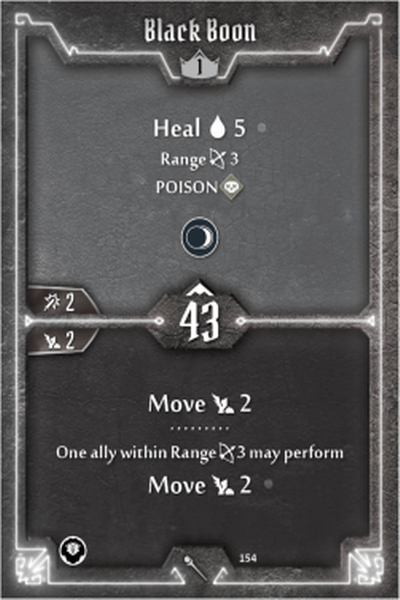 Black Boon
1
Heal 5
Range 3
POISON
2
43
2
Move 2
One ally within Range 3 may perform
Move 2
154